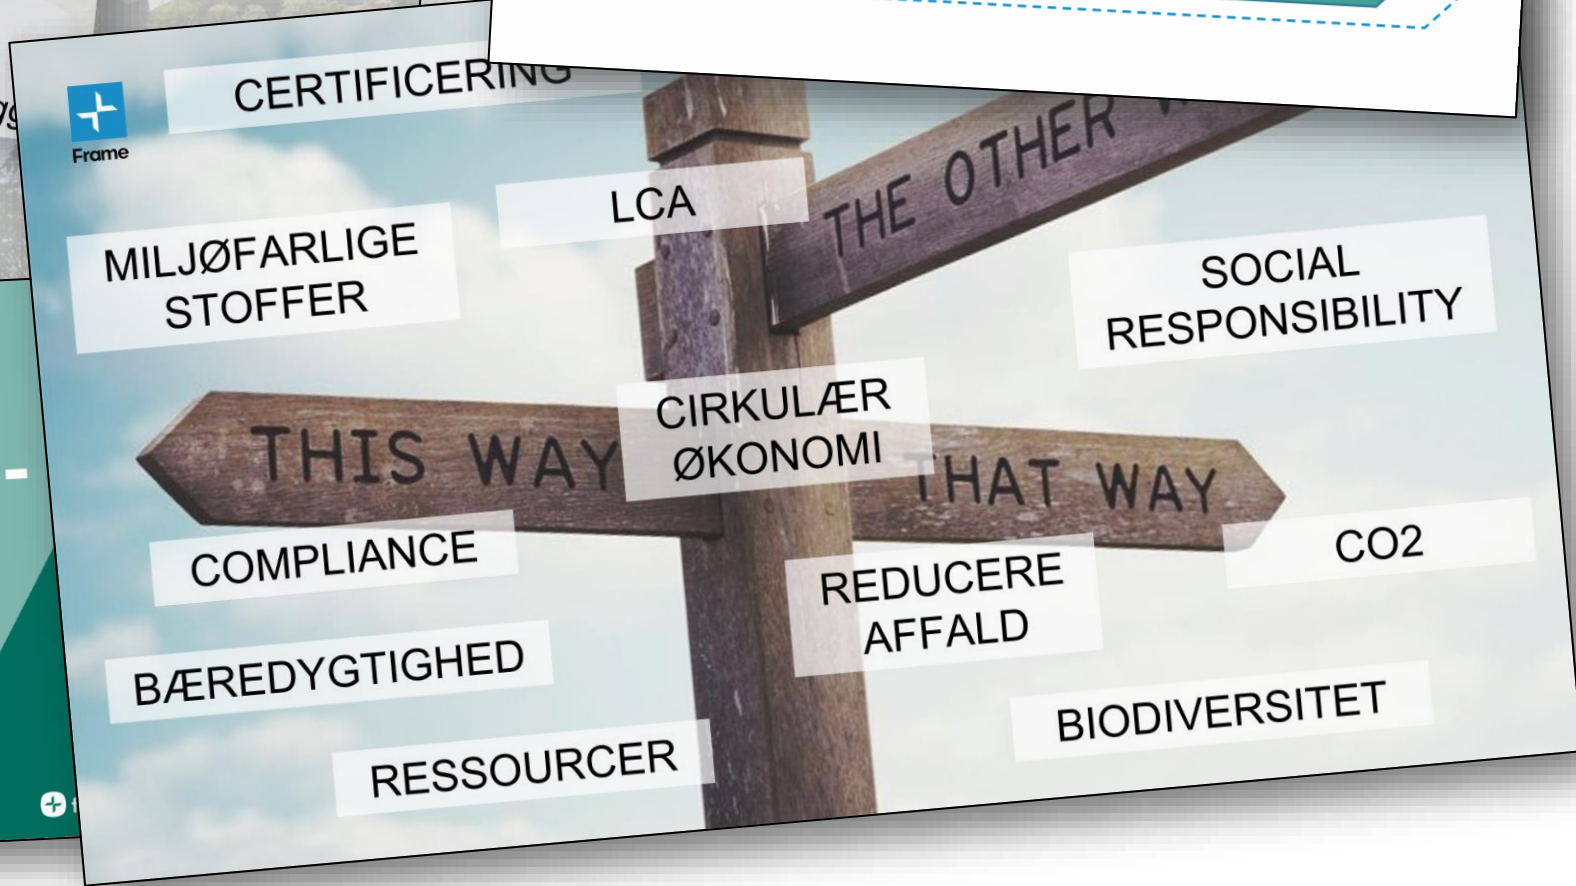 CERTIFICERING
Frame
LCA
THE OTHER
MILJØFARLIGE
STOFFER
SOCIAL
RESPONSIBILITY
CIRKULÆR
ØKONOMI
THIS WAY
THAT WAY
COMPLIANCE
CO2
REDUCERE
AFFALD
BÆREDYGTIGHED
BIODIVERSITET
RESSOURCER